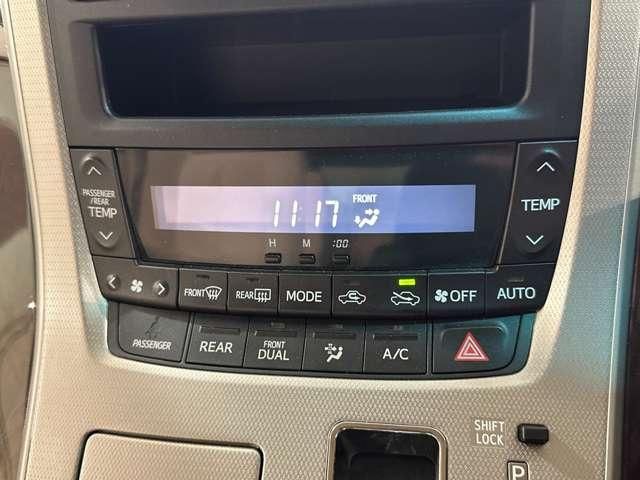 PASSENGER
/REAR
TEMP
FRONT
11:17
H M :00
TEMP
FRONT
REAR
MODE
OFF
AUTO
PASSENGER
REAR
FRONT
DUAL
A/C
SHIFT
LOCK
P